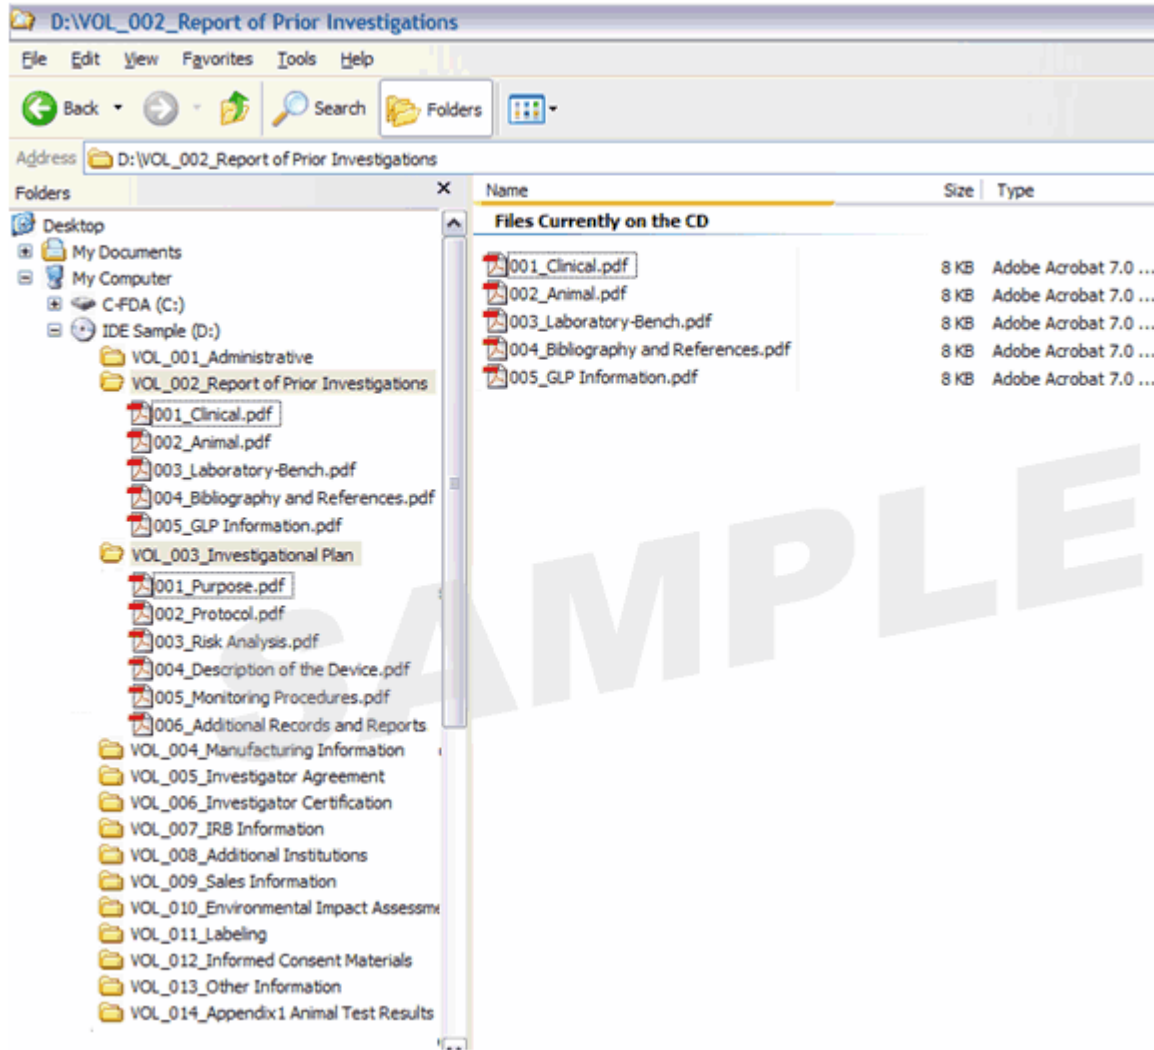 D:\VOL_002_Report of Prior Investigations
File Edit View Favorites Tools Help
Back Search Folders
Address D:\VOL_002_Report of Prior Investigations
Folders X
Name Size Type
Desktop
My Documents
My Computer
C-FDA (C:)
IDE Sample (D:)
VOL_001_Administrative
VOL_002_Report of Prior Investigations
001_Clinical.pdf
002_Animal.pdf
003_Laboratory-Bench.pdf
004_Bibliography and References.pdf
005_GLP Information.pdf
VOL_003_Investigational Plan
001_Purpose.pdf
002_Protocol.pdf
003_Risk Analysis.pdf
004_Description of the Device.pdf
005_Monitoring Procedures.pdf
006_Additional Records and Reports
VOL_004_Manufacturing Information
VOL_005_Investigator Agreement
VOL_006_Investigator Certification
VOL_007_IRB Information
VOL_008_Additional Institutions
VOL_009_Sales Information
VOL_010_Environmental Impact Assessme
VOL_011_Labeling
VOL_012_Informed Consent Materials
VOL_013_Other Information
VOL_014_Appendix1 Animal Test Results
Files Currently on the CD
001_Clinical.pdf 8 KB Adobe Acrobat 7.0 ...
002_Animal.pdf 8 KB Adobe Acrobat 7.0 ...
003_Laboratory-Bench.pdf 8 KB Adobe Acrobat 7.0 ...
004_Bibliography and References.pdf 8 KB Adobe Acrobat 7.0 ...
005_GLP Information.pdf 8 KB Adobe Acrobat 7.0 ...
SAMPLE